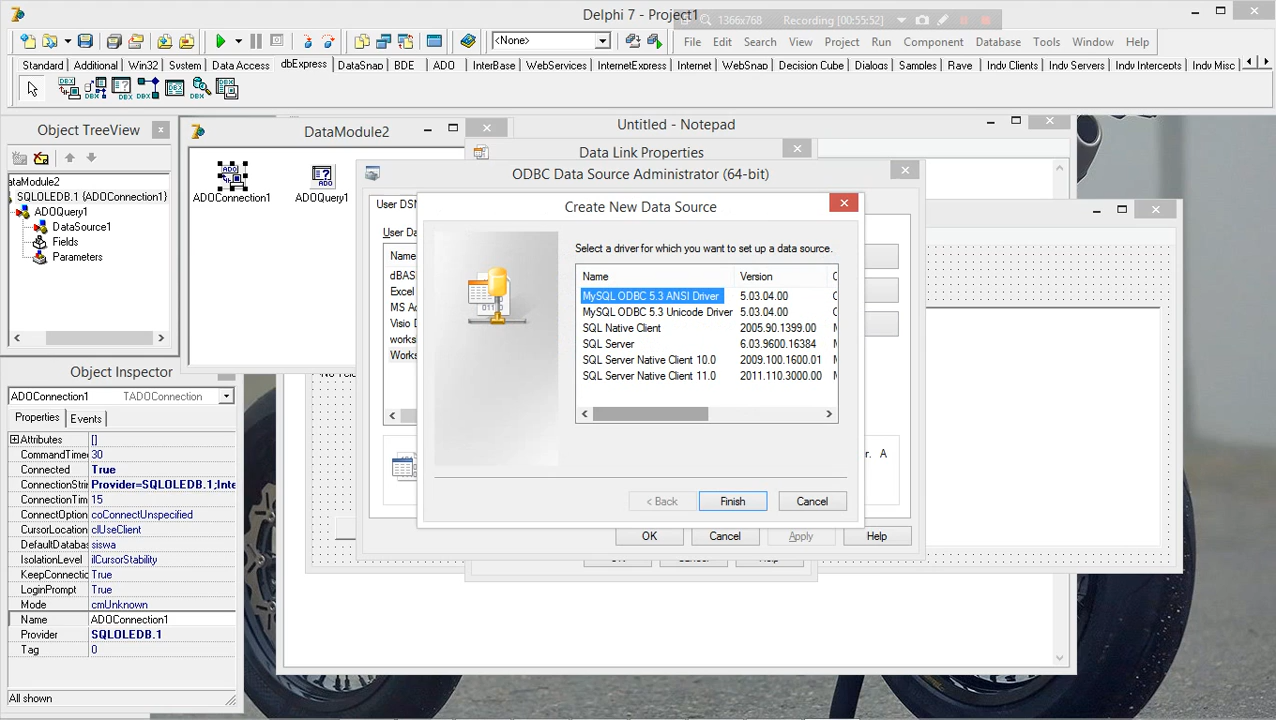 Delphi 7 - Project1
1366x768
Recording [00:55:52]
<None>
File Edit Search View Project Run Component Database Tools Window Help
Standard Additional Win32 System Data Access dbExpress DataSnap BDE ADO InterBase WebServices InternetExpress Internet WebSnap Decision Cube Dialogs Samples Rave Indy Clients Indy Servers Indy Intercepts Indy Misc
Object TreeView
DataModule2
Untitled - Notepad
Data Link Properties
ODBC Data Source Administrator (64-bit)
Create New Data Source
ataModule2
SQLOLEDB.1 {ADOConnection1}
ADOQuery1
DataSource1
Fields
Parameters
ADOConnection1
ADOQuery1
User DSN
User Da
Name
dBAS
Excel
MS Ac
Visio D
works
Works
Select a driver for which you want to set up a data source.
Name Version
MySQL ODBC 5.3 ANSI Driver 5.03.04.00
MySQL ODBC 5.3 Unicode Driver 5.03.04.00
SQL Native Client 2005.90.1399.00
SQL Server 6.03.9600.16384
SQL Server Native Client 10.0 2009.100.1600.01
SQL Server Native Client 11.0 2011.110.3000.00
r. A
< Back Finish Cancel
OK Cancel Apply Help
Object Inspector
ADOConnection1 TADOConnection
Properties Events
Attributes []
CommandTime 30
Connected True
ConnectionStrin Provider=SQLOLEDB.1;Inte
ConnectionTim 15
ConnectOption coConnectUnspecified
CursorLocation clUseClient
DefaultDatabas siswa
IsolationLevel ilCursorStability
KeepConnectic True
LoginPrompt True
Mode cmUnknown
Name ADOConnection1
Provider SQLOLEDB.1
Tag 0
All shown